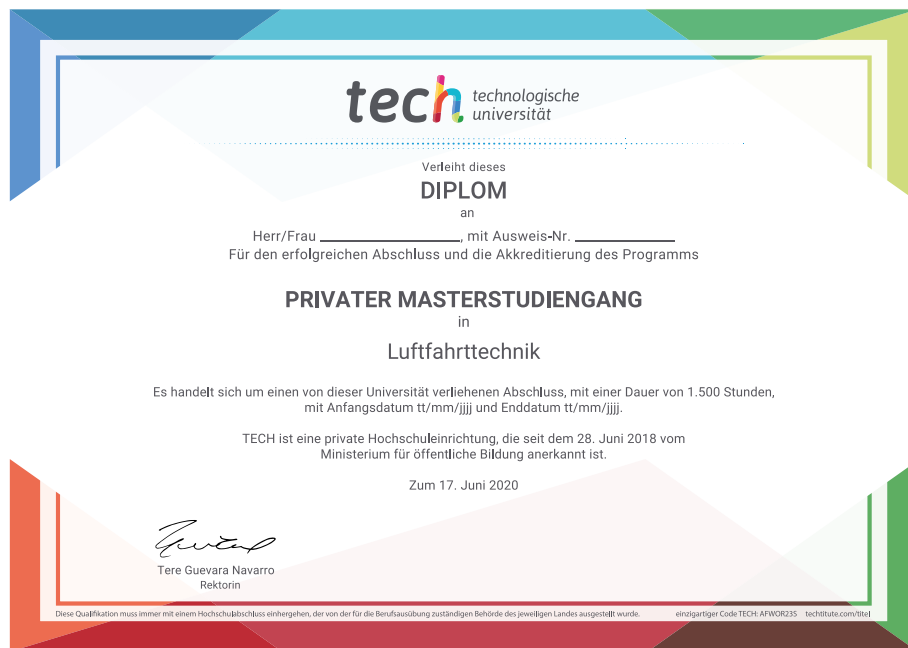 tech technologische
universität
Verleiht dieses
DIPLOM
an
Herr/Frau ____________, mit Ausweis-Nr. ____________
Für den erfolgreichen Abschluss und die Akkreditierung des Programms
PRIVATER MASTERSTUDIENGANG
in
Luftfahrttechnik
Es handelt sich um einen von dieser Universität verliehenen Abschluss, mit einer Dauer von 1.500 Stunden,
mit Anfangsdatum tt/mm/jjjj und Enddatum tt/mm/jjjj.
TECH ist eine private Hochschuleinrichtung, die seit dem 28. Juni 2018 vom
Ministerium für öffentliche Bildung anerkannt ist.
Zum 17. Juni 2020
Tere Guevara Navarro
Rektorin
Diese Qualifikation muss immer mit einem Hochschulabschluss einhergehen, der von der für die Berufsausübung zuständigen Behörde des jeweiligen Landes ausgestellt wurde. einzigartiger Code TECH: AFWOR23S techtitute.com/titel